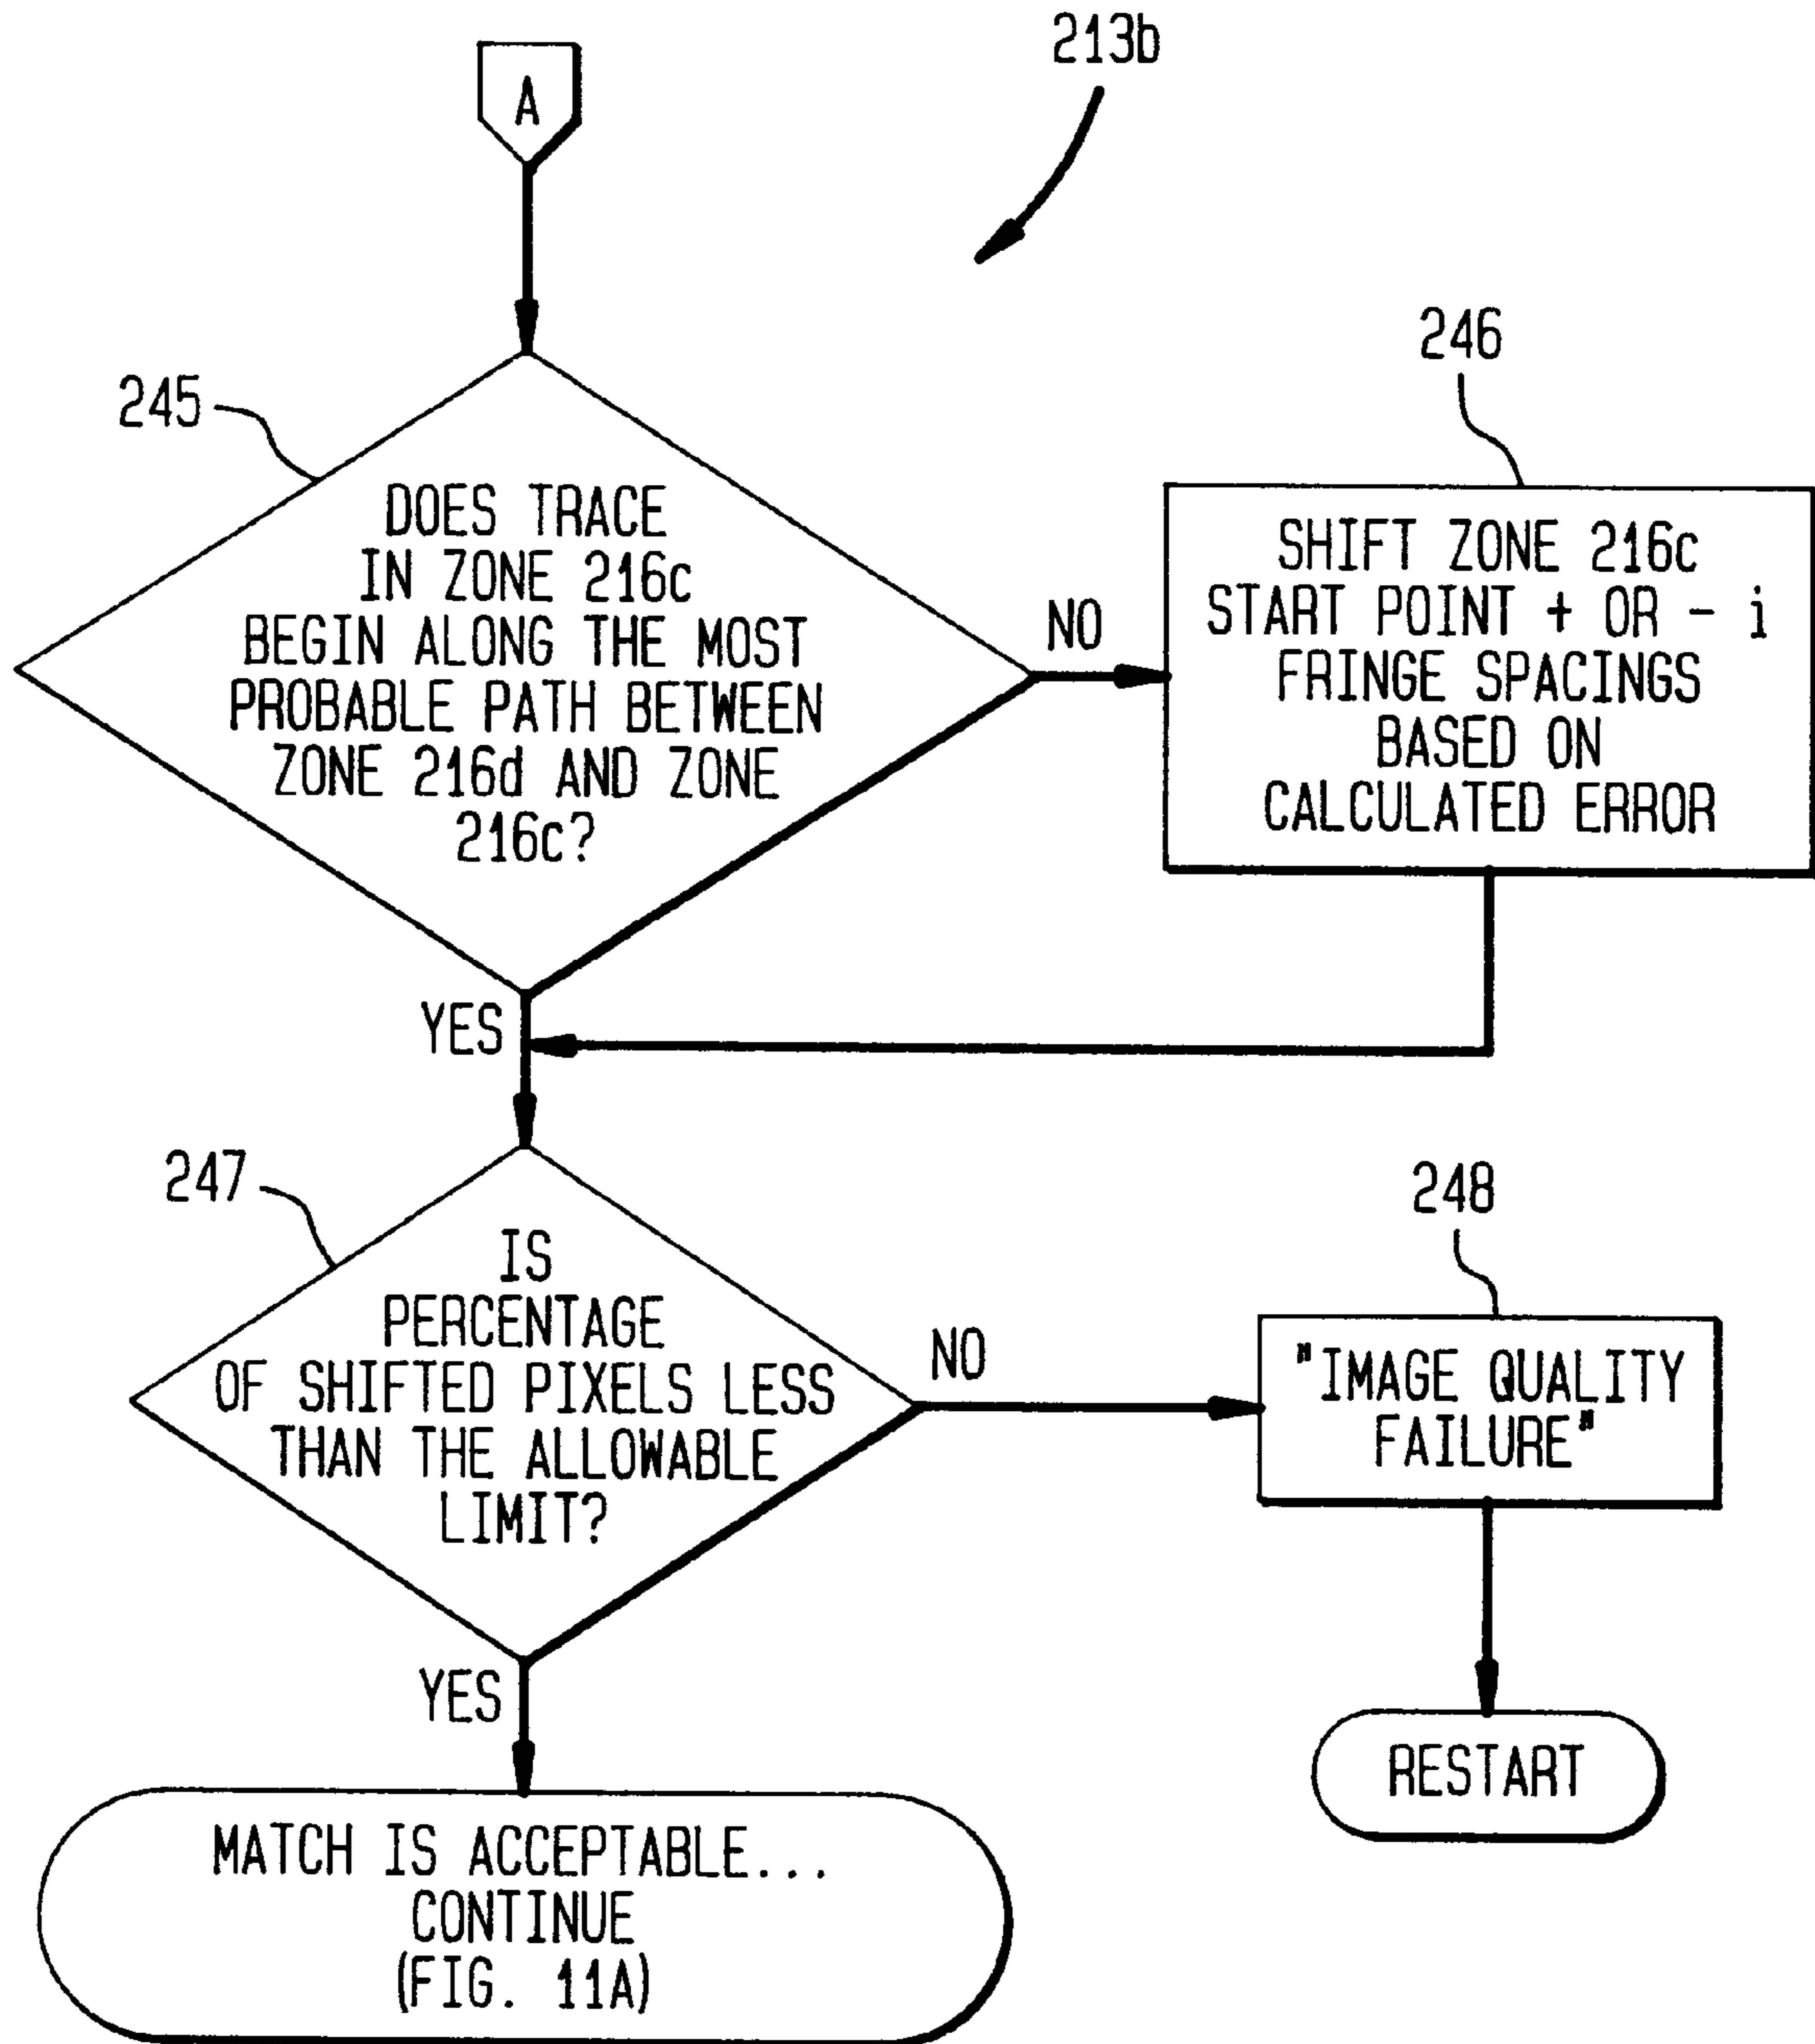 213b
A
245
DOES TRACE
IN ZONE 216c
BEGIN ALONG THE MOST
PROBABLE PATH BETWEEN
ZONE 216d AND ZONE
216c?
NO
246
SHIFT ZONE 216c
START POINT + OR - i
FRINGE SPACINGS
BASED ON
CALCULATED ERROR
YES
247
IS
PERCENTAGE
OF SHIFTED PIXELS LESS
THAN THE ALLOWABLE
LIMIT?
NO
248
"IMAGE QUALITY
FAILURE"
RESTART
YES
MATCH IS ACCEPTABLE...
CONTINUE
(FIG. 11A)